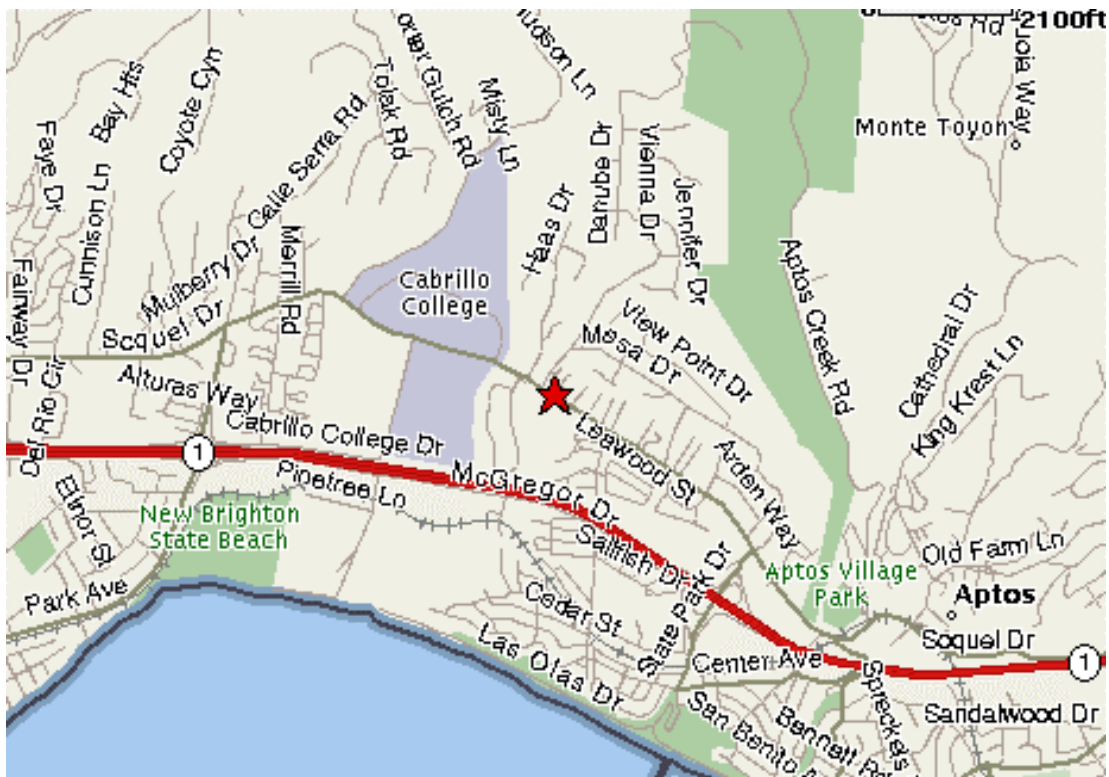 2100ft
Hudson Ln
Porter Gulch Rd
Misty Ln
Tolak Rd
Coyote Cyn
Bay Hts
Faye Dr
Cunnison Ln
Calle Serra Rd
Mulberry Dr
Merrill Rd
Soquel Dr
Fairway Dr
Del Rio Cir
Alturas Way
Cabrillo College Dr
Cabrillo
College
Haas Dr
Danube Dr
Vienna Dr
Jennifer Dr
Monte Toyon
View Point Dr
Mesa Dr
Aptos Creek Rd
Cathedral Dr
King Krest Ln
Leawood St
Arden Way
1
McGregor Dr
Pinetree Ln
Elinor St
New Brighton
State Beach
Park Ave
Sailfish Dr
State Park Dr
Cedar St
Las Olas Dr
Aptos Village
Park
Old Farm Ln
Aptos
Soquel Dr
Center Ave
1
San Benito
Bennett Rd
Spreckels
Sandalwood Dr